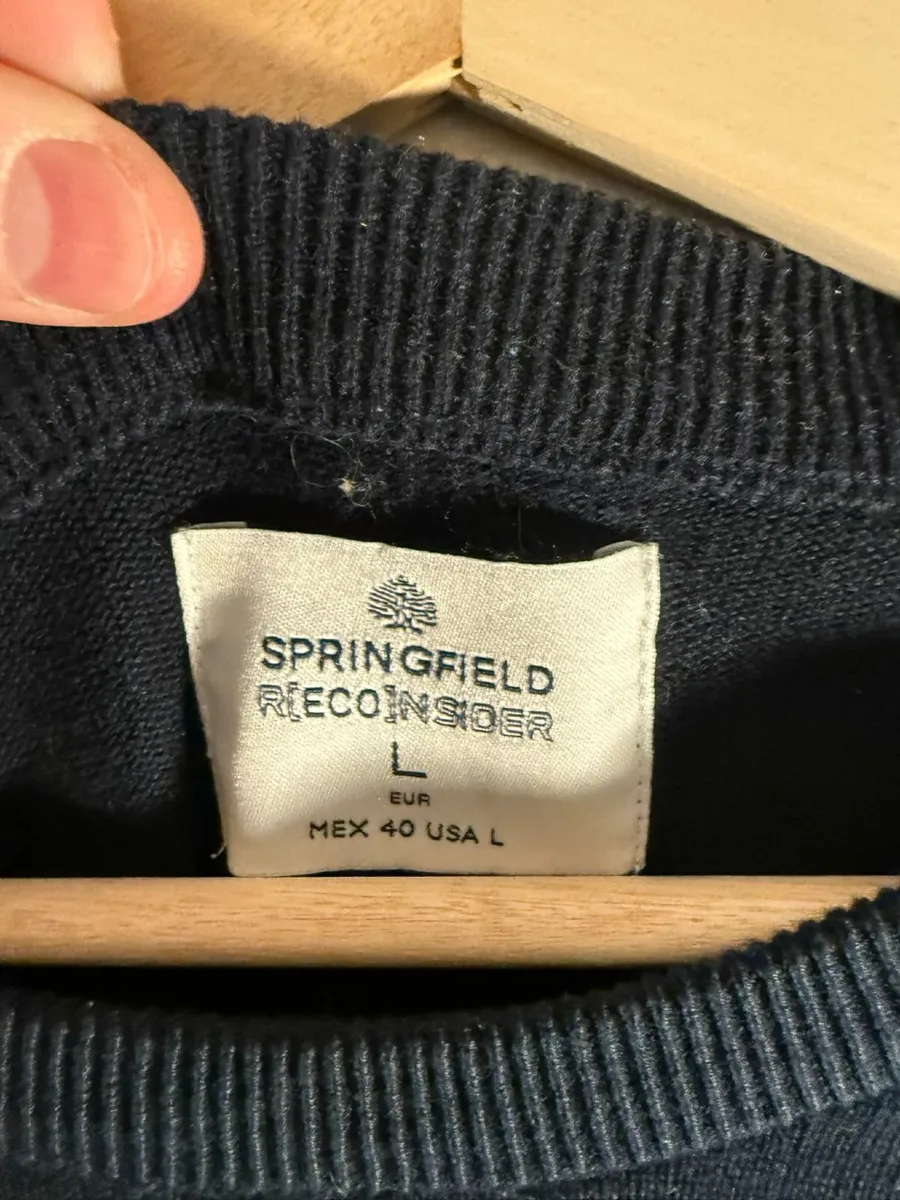 SPRINGFIELD
R[ECO]NSIDER
L
EUR
MEX 40 USA L